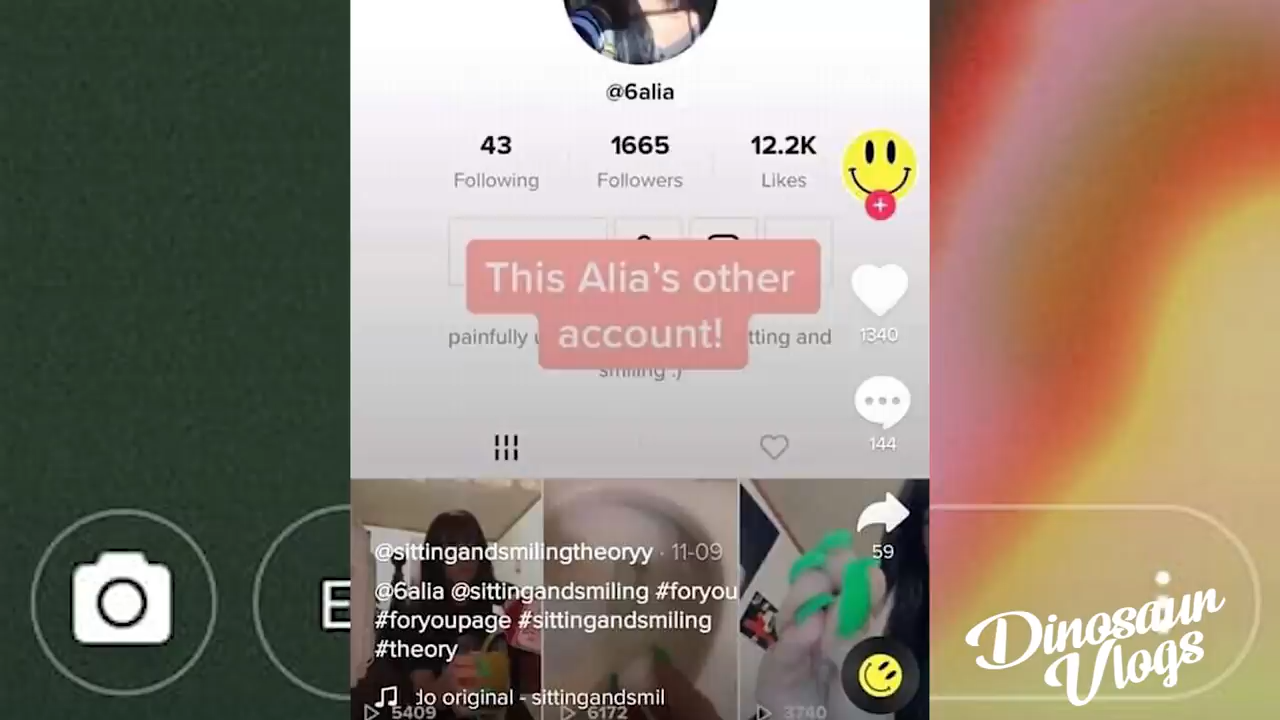 @6alia
43
1665
12.2K
Following
Followers
Likes
This Alia's other
account!
painfully
tting and
smiling :)
1340
144
@sittingandsmilingtheoryy · 11-09
59
@6alia @sittingandsmiling #foryou
#foryoupage #sittingandsmiling
#theory
do original - sittingandsmil
5409
6172
3740
Dinosaur
Vlogs